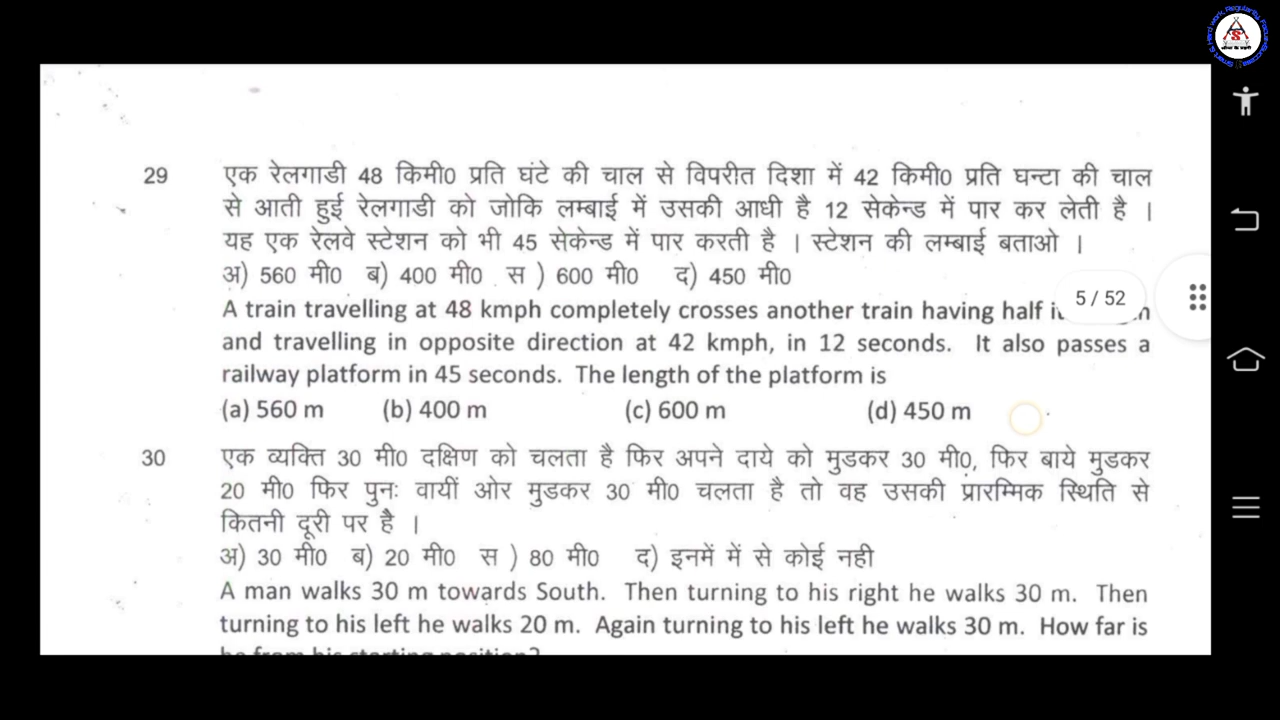 29 एक रेलगाडी 48 किमी0 प्रति घंटे की चाल से विपरीत दिशा में 42 किमी0 प्रति घन्टा की चाल
से आती हुई रेलगाडी को जोकि लम्बाई में उसकी आधी है 12 सेकेन्ड में पार कर लेती है ।
यह एक रेलवे स्टेशन को भी 45 सेकेन्ड में पार करती है । स्टेशन की लम्बाई बताओ ।
अ) 560 मी0 ब) 400 मी0 स ) 600 मी0 द) 450 मी0
5 / 52
A train travelling at 48 kmph completely crosses another train having half
and travelling in opposite direction at 42 kmph, in 12 seconds. It also passes a
railway platform in 45 seconds. The length of the platform is
(a) 560 m (b) 400 m (c) 600 m (d) 450 m
30 एक व्यक्ति 30 मी0 दक्षिण को चलता है फिर अपने दाये को मुडकर 30 मी0, फिर बाये मुडकर
20 मी0 फिर पुनः वायीं ओर मुडकर 30 मी0 चलता है तो वह उसकी प्रारम्मिक स्थिति से
कितनी दूरी पर है ।
अ) 30 मी0 ब) 20 मी0 स ) 80 मी0 द) इनमें में से कोई नही
A man walks 30 m towards South. Then turning to his right he walks 30 m. Then
turning to his left he walks 20 m. Again turning to his left he walks 30 m. How far is